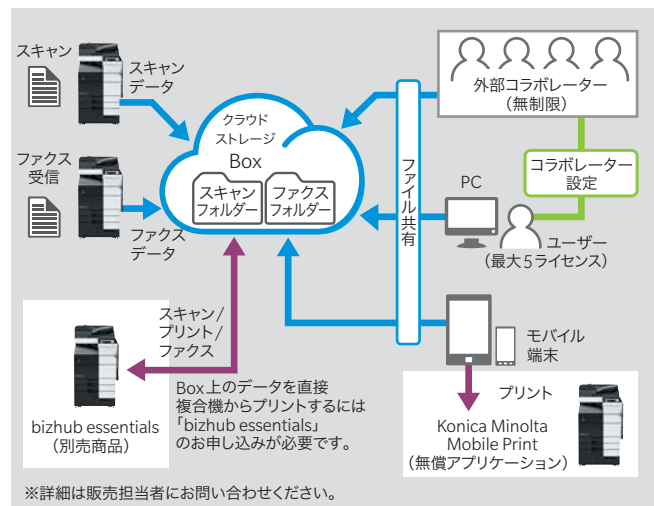 スキャン
スキャン
データ
ファクス
受信
ファクス
データ
クラウド
ストレージ
Box
スキャン
フォルダー
ファクス
フォルダー
ファイル共有
外部コラボレーター
（無制限）
コラボレーター
設定
PC
ユーザー
（最大5ライセンス）
モバイル
端末
スキャン/
プリント/
ファクス
bizhub essentials
（別売商品）
Box上のデータを直接
複合機からプリントするには
「bizhub essentials」
のお申し込みが必要です。
プリント
Konica Minolta
Mobile Print
（無償アプリケーション）
※詳細は販売担当者にお問い合わせください。